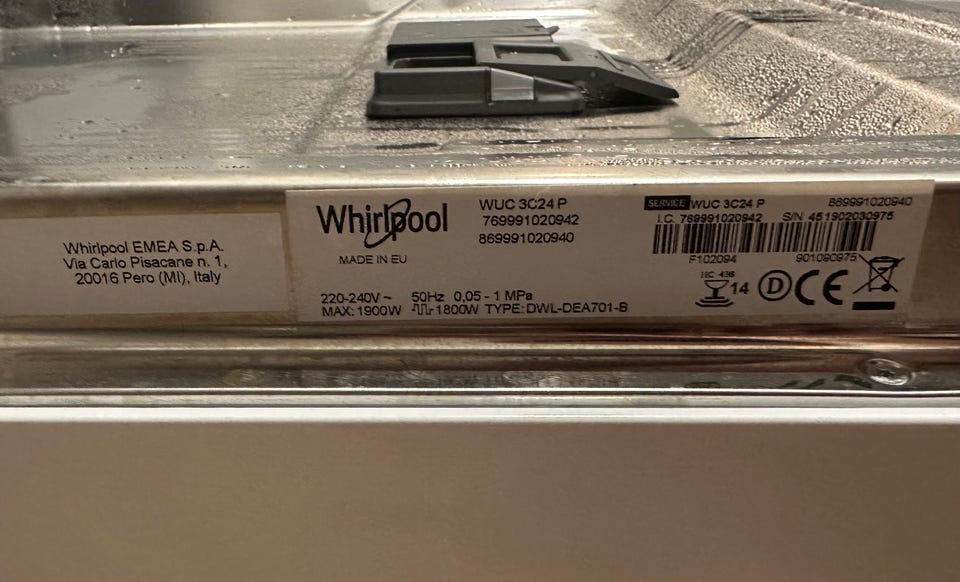 Whirlpool EMEA S.p.A.
Via Carlo Pisacane n. 1,
20016 Pero (MI), Italy
Whirlpool
MADE IN EU
WUC 3C24 P
769991020942
869991020940
220-240V ~ 50Hz 0,05 - 1 MPa
MAX: 1900W 1800W TYPE: DWL-DEA701-B
SERVICE WUC 3C24 P 869991020940
I.C. 769991020942 S/N 451902030975
F102094 901090975
IEC 436
14 D CE